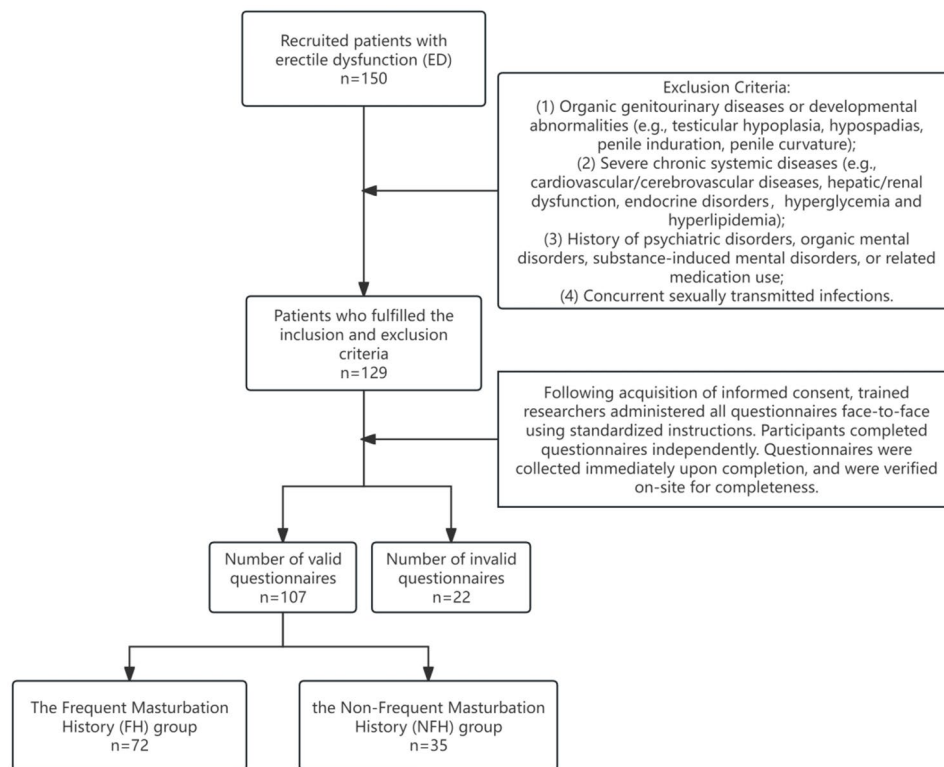 Recruited patients with
erectile dysfunction (ED)
n=150
Exclusion Criteria:
(1) Organic genitourinary diseases or developmental
abnormalities (e.g., testicular hypoplasia, hypospadias,
penile induration, penile curvature);
(2) Severe chronic systemic diseases (e.g.,
cardiovascular/cerebrovascular diseases, hepatic/renal
dysfunction, endocrine disorders, hyperglycemia and
hyperlipidemia);
(3) History of psychiatric disorders, organic mental
disorders, substance-induced mental disorders, or related
medication use;
(4) Concurrent sexually transmitted infections.
Patients who fulfilled the
inclusion and exclusion
criteria
n=129
Following acquisition of informed consent, trained
researchers administered all questionnaires face-to-face
using standardized instructions. Participants completed
questionnaires independently. Questionnaires were
collected immediately upon completion, and were verified
on-site for completeness.
Number of valid
questionnaires
n=107
Number of invalid
questionnaires
n=22
The Frequent Masturbation
History (FH) group
n=72
the Non-Frequent Masturbation
History (NFH) group
n=35